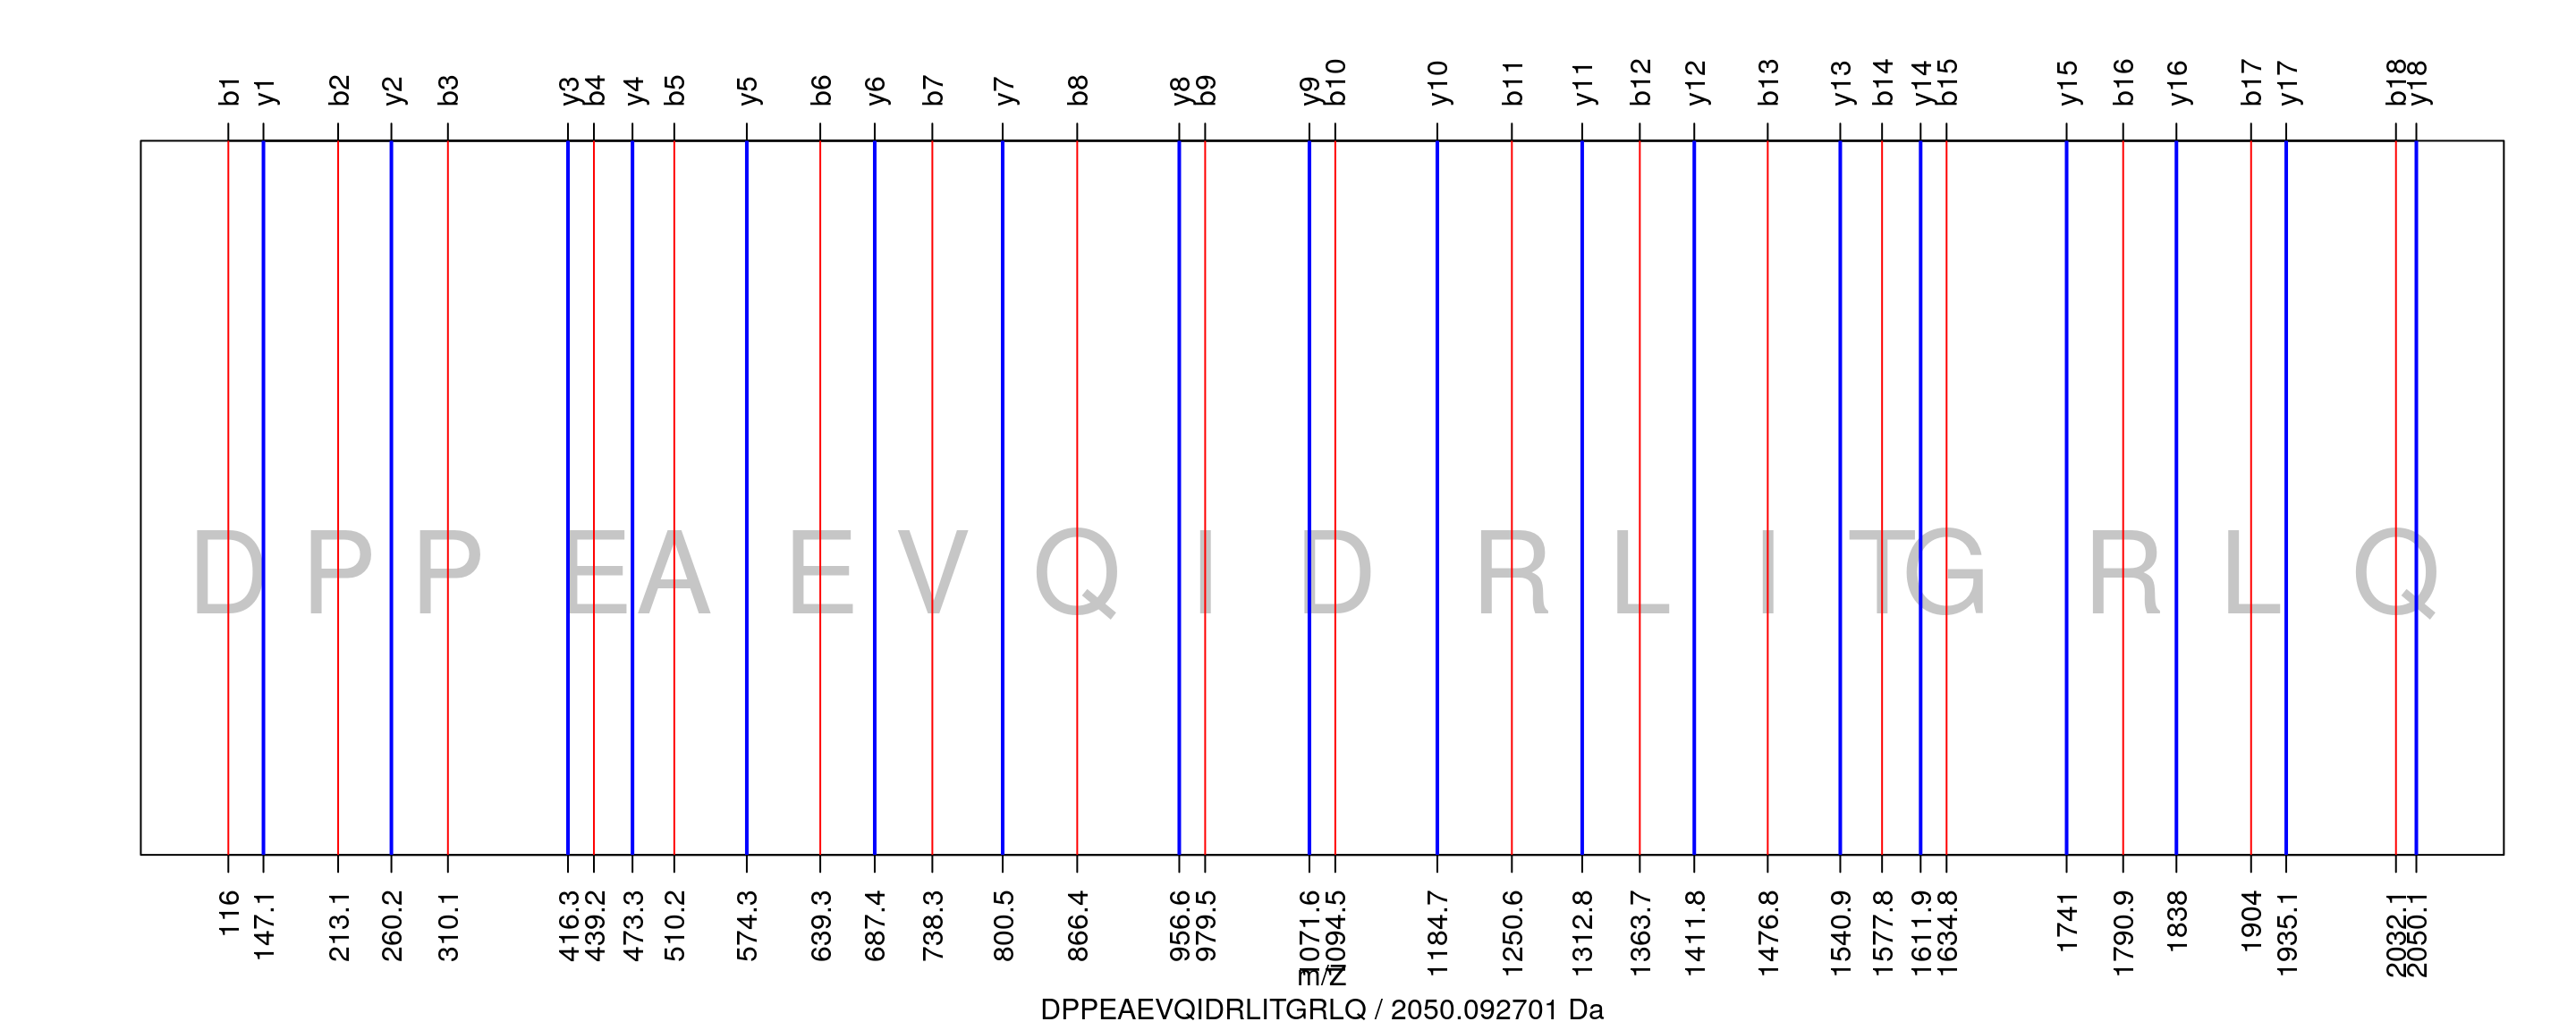 b1 y1 b2 y2 b3 y3 b4 y4 b5 y5 b6 y6 b7 y7 b8 y8 b9 y9 b10 y10 b11 y11 b12 y12 b13 y13 b14 y14 b15 y15 b16 y16 b17 y17 b18 y18
D P P E A E V Q I D R L I T G R L Q
116 147.1 213.1 260.2 310.1 416.3 439.2 473.3 510.2 574.3 639.3 687.4 738.3 800.5 866.4 956.6 979.5 1071.6 1094.5 1184.7 1250.6 1312.8 1363.7 1411.8 1476.8 1540.9 1577.8 1611.9 1634.8 1741 1790.9 1838 1904 1935.1 2032.1 2050.1
m/Z
DPPEAEVQIDRLITGRLQ / 2050.092701 Da